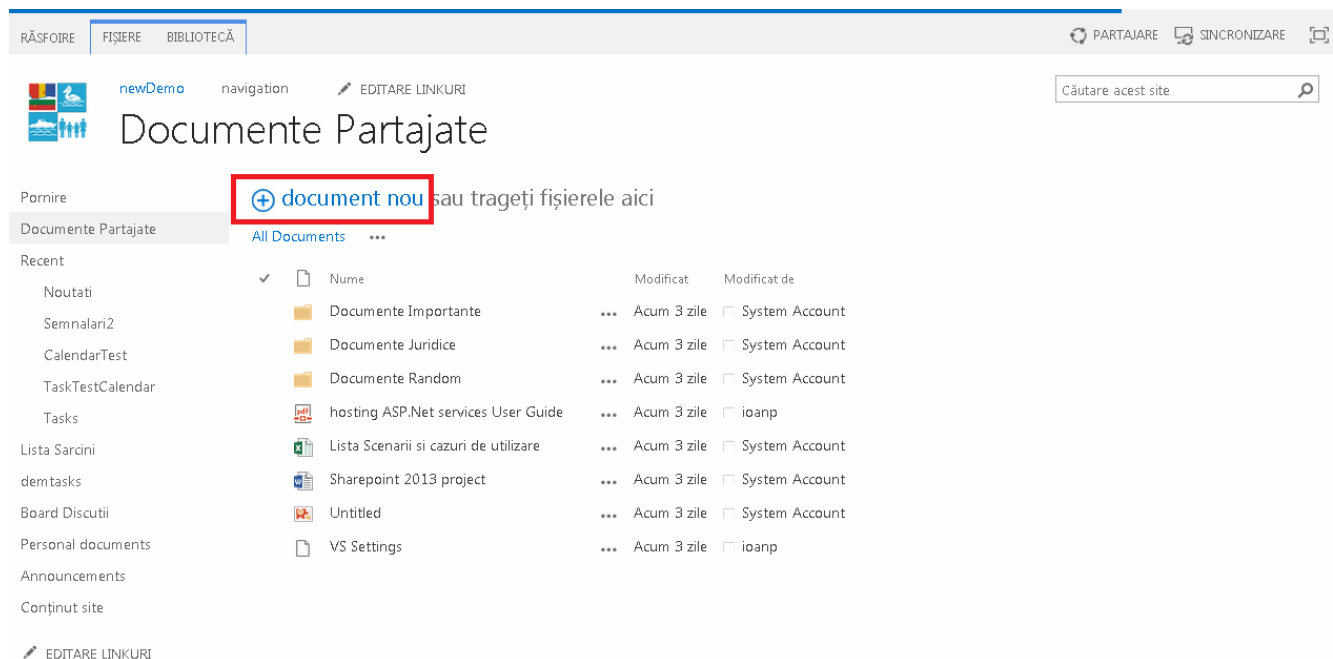 RĂSFOIRE FIȘIERE BIBLIOTECĂ PARTAJARE SINCRONIZARE
newDemo navigation EDITARE LINKURI
Căutare acest site
Documente Partajate
Pornire
Documente Partajate
Recent
Noutati
Semnalari2
CalendarTest
TaskTestCalendar
Tasks
Lista Sarcini
demtasks
Board Discutii
Personal documents
Announcements
Conținut site
EDITARE LINKURI
document nou sau trageți fișierele aici
All Documents ...
Nume Modificat Modificat de
Documente Importante ... Acum 3 zile System Account
Documente Juridice ... Acum 3 zile System Account
Documente Random ... Acum 3 zile System Account
hosting ASP.Net services User Guide ... Acum 3 zile ioanp
Lista Scenarii si cazuri de utilizare ... Acum 3 zile System Account
Sharepoint 2013 project ... Acum 3 zile System Account
Untitled ... Acum 3 zile System Account
VS Settings ... Acum 3 zile ioanp